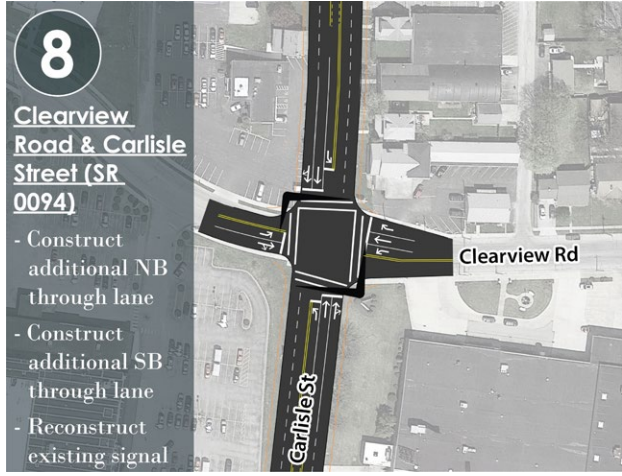 8
Clearview
Road & Carlisle
Street (SR
0094)
- Construct
additional NB
through lane
- Construct
additional SB
through lane
- Reconstruct
existing signal
Clearview Rd
Carlisle St